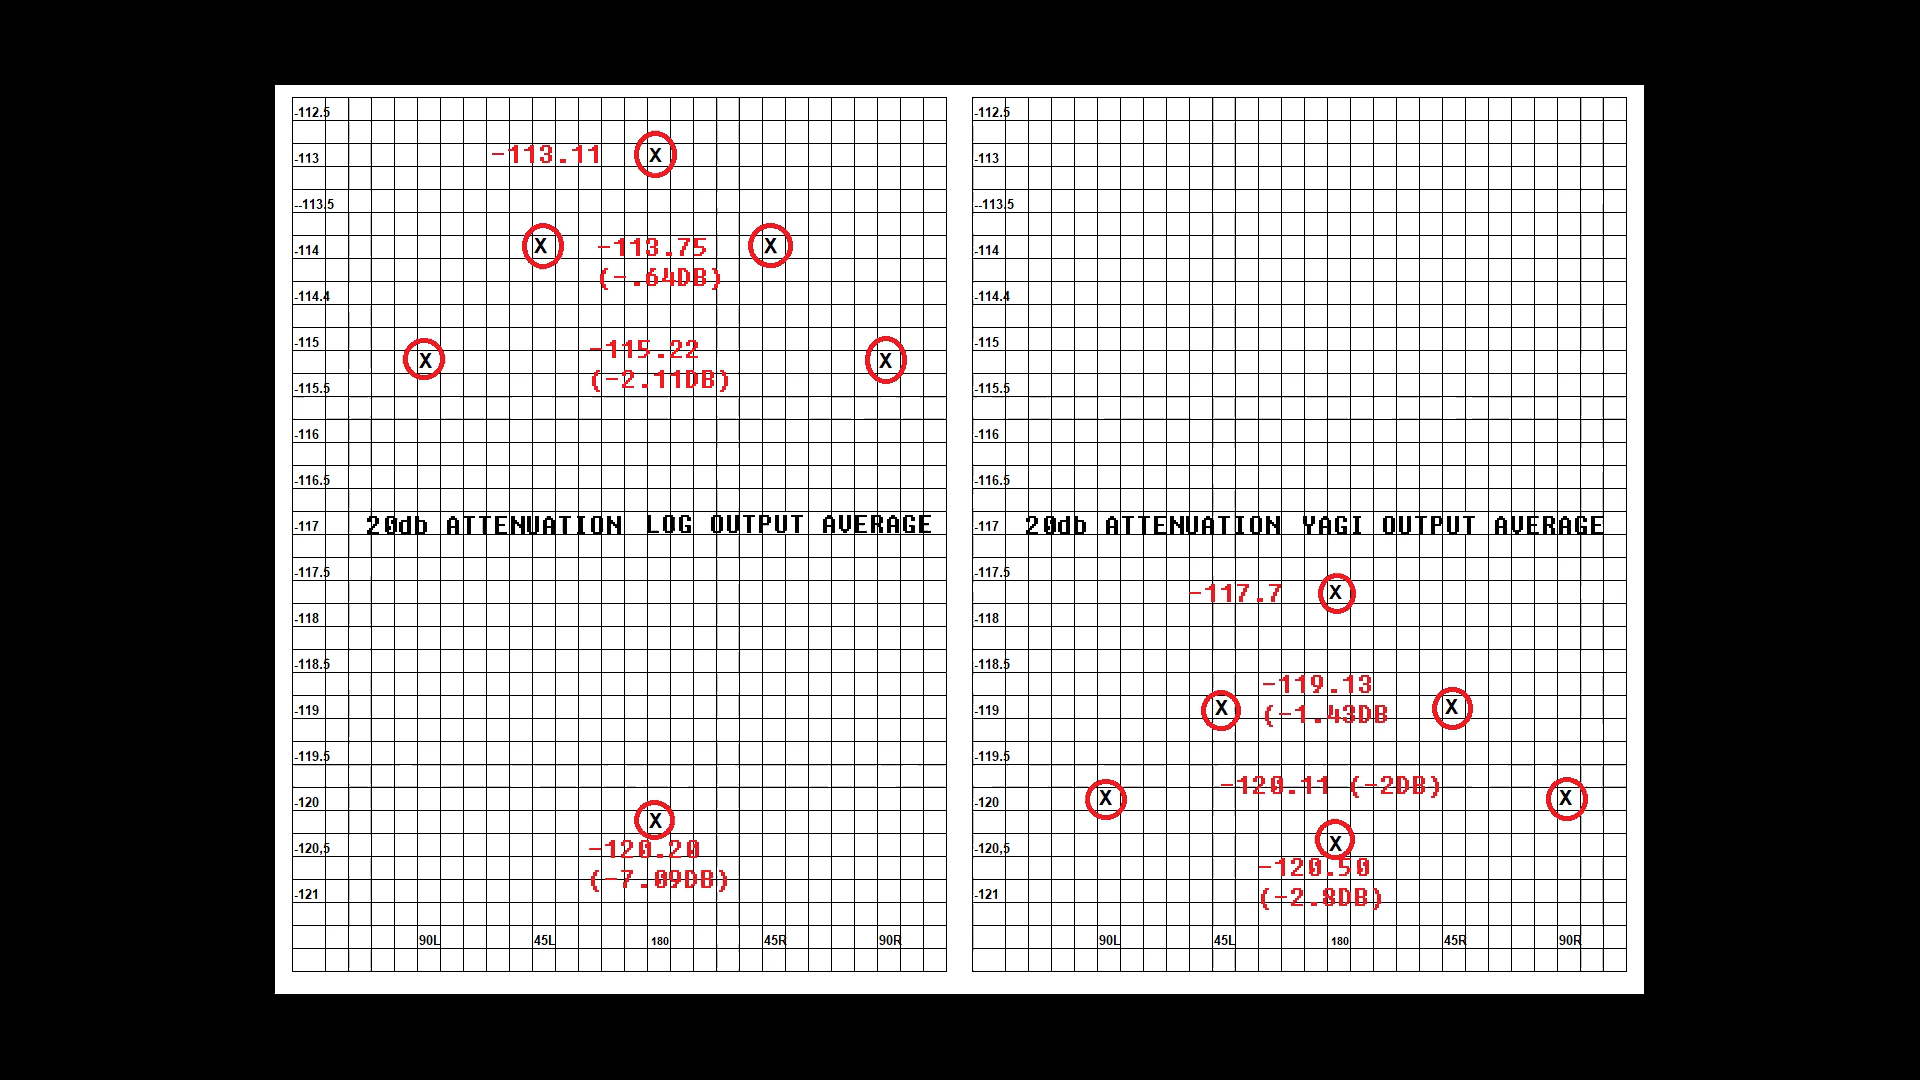 -112.5
-113
--113.5
-114
-114.4
-115
-115.5
-116
-116.5
-117
-117.5
-118
-118.5
-119
-119.5
-120
-120,5
-121
-113.11
X
X
-113.75
(-.64DB)
X
X
-115.22
(-2.11DB)
X
20db ATTENUATION LOG OUTPUT AVERAGE
X
-120.20
(-7.09DB)
90L 45L 180 45R 90R
-112.5
-113
--113.5
-114
-114.4
-115
-115.5
-116
-116.5
-117
-117.5
-118
-118.5
-119
-119.5
-120
-120,5
-121
20db ATTENUATION YAGI OUTPUT AVERAGE
-117.7
X
X
-119.13
(-1.43DB
X
X
-120.11 (-2DB)
X
X
-120.50
(-2.8DB)
90L 45L 180 45R 90R